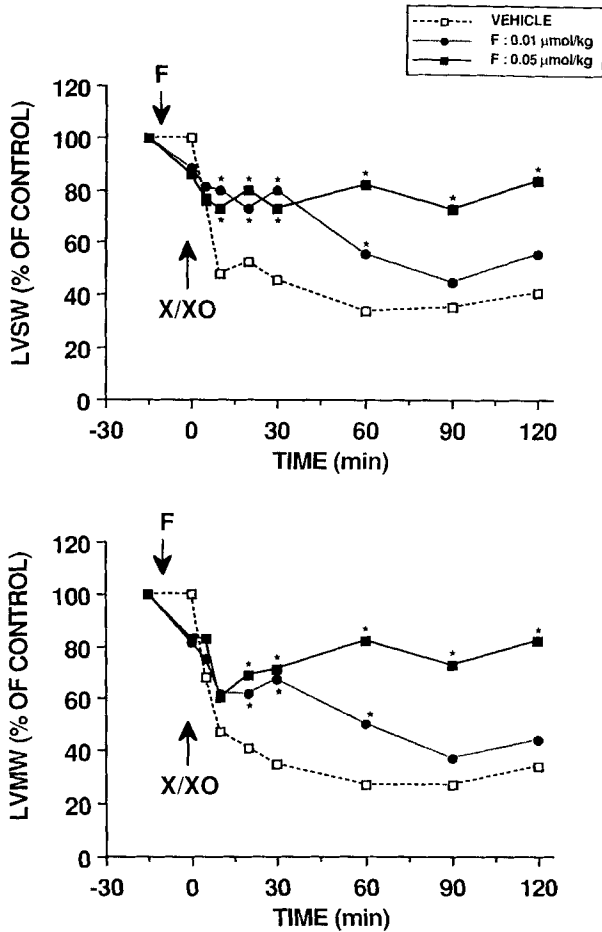 VEHICLE
F : 0.01 µmol/kg
F : 0.05 µmol/kg
F
120
100
80
60
40
20
0
LVSW (% OF CONTROL)
* * * * * * * * * *
X/XO
-30 0 30 60 90 120
TIME (min)
F
120
100
80
60
40
20
0
LVMW (% OF CONTROL)
* * * * * * * *
X/XO
-30 0 30 60 90 120
TIME (min)